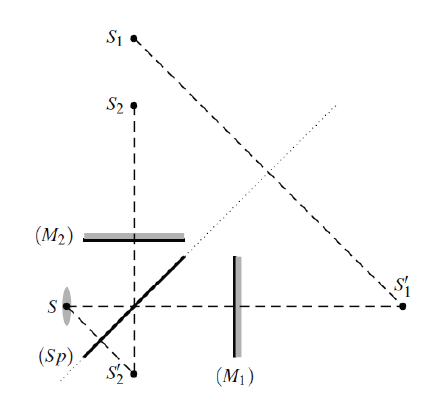 S₁
S₂
(M₂)
S
S′₁
(Sp)
S′₂
(M₁)